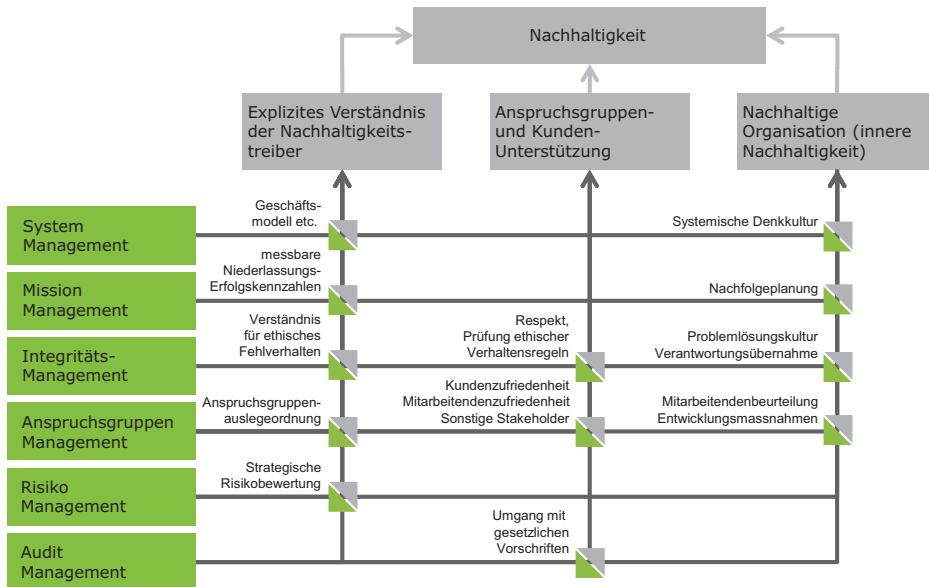 Nachhaltigkeit
Explizites Verständnis
der Nachhaltigkeits-
treiber
Anspruchsgruppen-
und Kunden-
Unterstützung
Nachhaltige
Organisation (innere
Nachhaltigkeit)
System
Management
Geschäfts-
modell etc.
Systemische Denkkultur
Mission
Management
messbare
Niederlassungs-
Erfolgskennzahlen
Nachfolgeplanung
Integritäts-
Management
Verständnis
für ethisches
Fehlverhalten
Respekt,
Prüfung ethischer
Verhaltensregeln
Problemlösungskultur
Verantwortungsübernahme
Anspruchsgruppen
Management
Anspruchsgruppen-
auslegeordnung
Kundenzufriedenheit
Mitarbeitendenzufriedenheit
Sonstige Stakeholder
Mitarbeitendenbeurteilung
Entwicklungsmassnahmen
Risiko
Management
Strategische
Risikobewertung
Audit
Management
Umgang mit
gesetzlichen
Vorschriften